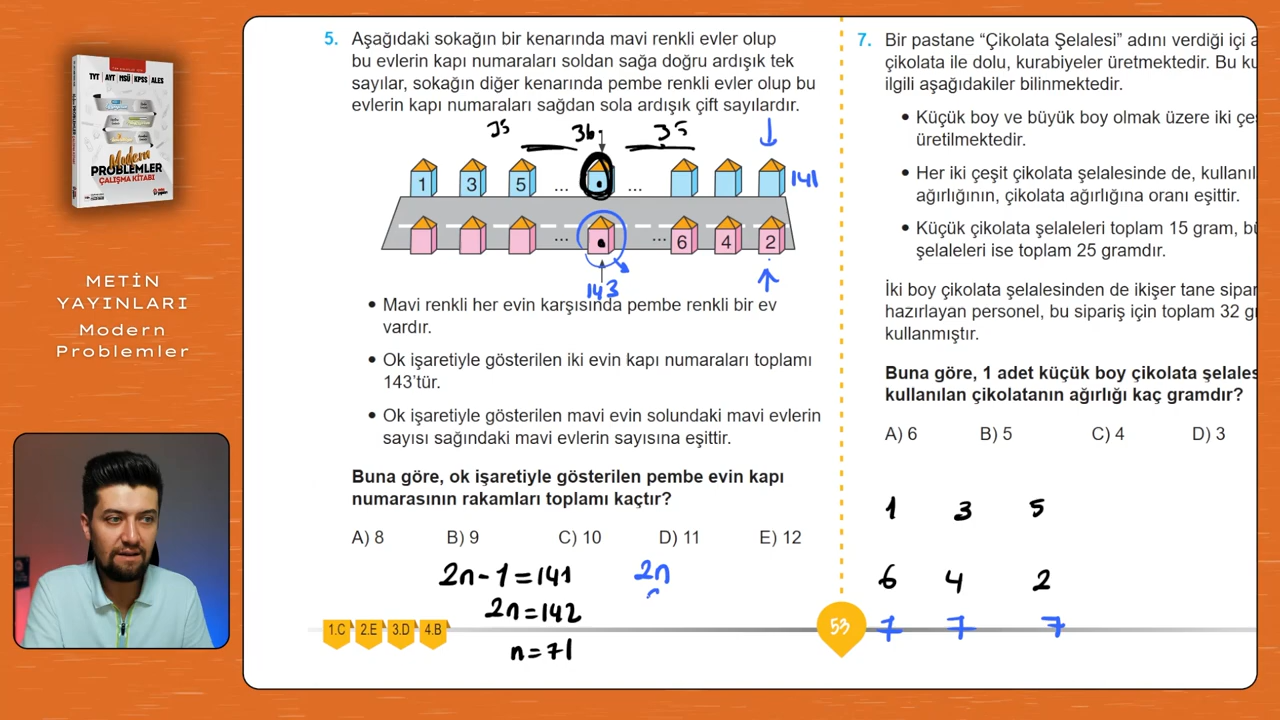 TYT | AYT | MSÜ | KPSS | ALES
Modern
PROBLEMLER
ÇALIŞMA KİTABI
METİN
YAYINLARI
Modern
Problemler
5. Aşağıdaki sokağın bir kenarında mavi renkli evler olup
bu evlerin kapı numaraları soldan sağa doğru ardışık tek
sayılar, sokağın diğer kenarında pembe renkli evler olup bu
evlerin kapı numaraları sağdan sola ardışık çift sayılardır.
35 36 35
1 3 5 ... ... 141
... ... 6 4 2
143
• Mavi renkli her evin karşısında pembe renkli bir ev
vardır.
• Ok işaretiyle gösterilen iki evin kapı numaraları toplamı
143'tür.
• Ok işaretiyle gösterilen mavi evin solundaki mavi evlerin
sayısı sağındaki mavi evlerin sayısına eşittir.
Buna göre, ok işaretiyle gösterilen pembe evin kapı
numarasının rakamları toplamı kaçtır?
A) 8 B) 9 C) 10 D) 11 E) 12
2n - 1 = 141 2n
2n = 142
n = 71
1.C 2.E 3.D 4.B
53
7. Bir pastane “Çikolata Şelalesi” adını verdiği içi
çikolata ile dolu, kurabiyeler üretmektedir. Bu
ilgili aşağıdakiler bilinmektedir.
• Küçük boy ve büyük boy olmak üzere iki
üretilmektedir.
• Her iki çeşit çikolata şelalesinde de,
ağırlığının, çikolata ağırlığına oranı eşittir.
• Küçük çikolata şelaleleri toplam 15 gram,
şelaleleri ise toplam 25 gramdır.
İki boy çikolata şelalesinden de ikişer tane
hazırlayan personel, bu sipariş için toplam 32
kullanmıştır.
Buna göre, 1 adet küçük boy çikolata
kullanılan çikolatanın ağırlığı kaç gramdır?
A) 6 B) 5 C) 4 D) 3
1 3 5
6 4 2
7 7 7